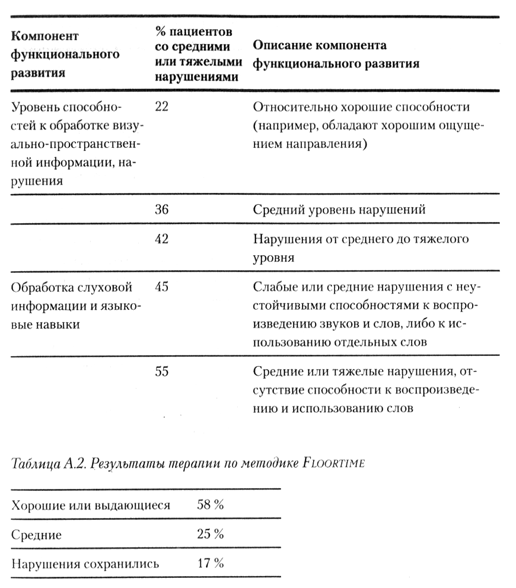 Компонент
функционального
развития
% пациентов
со средними
или тяжелыми
нарушениями
Описание компонента
функционального развития
Уровень способно-
стей к обработке визу-
ально-пространствен-
ной информации, на-
рушения
22
Относительно хорошие способности
(например, обладают хорошим ощуще-
нием направления)
36
Средний уровень нарушений
42
Нарушения от среднего до тяжелого
уровня
Обработка слуховой
информации и языко-
вые навыки
45
Слабые или средние нарушения с неу-
стойчивыми способностями к воспро-
изведению звуков и слов, либо к ис-
пользованию отдельных слов
55
Средние или тяжелые нарушения, от-
сутствие способности к воспроизведе-
нию и использованию слов
Таблица А.2. Результаты терапии по методике FLOORTIME
Хорошие или выдающиеся 58 %
Средние 25 %
Нарушения сохранились 17 %